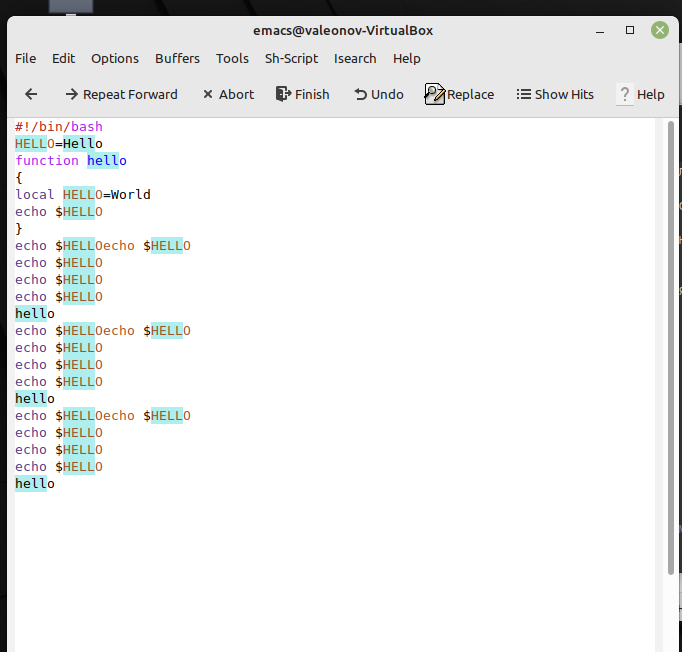 emacs@valeonov-VirtualBox
File Edit Options Buffers Tools Sh-Script Isearch Help
Repeat Forward Abort Finish Undo Replace Show Hits ? Help
#!/bin/bash
HELLO=Hello
function hello
{
local HELLO=World
echo $HELLO
}
echo $HELLOecho $HELLO
echo $HELLO
echo $HELLO
echo $HELLO
hello
echo $HELLOecho $HELLO
echo $HELLO
echo $HELLO
echo $HELLO
hello
echo $HELLOecho $HELLO
echo $HELLO
echo $HELLO
echo $HELLO
hello